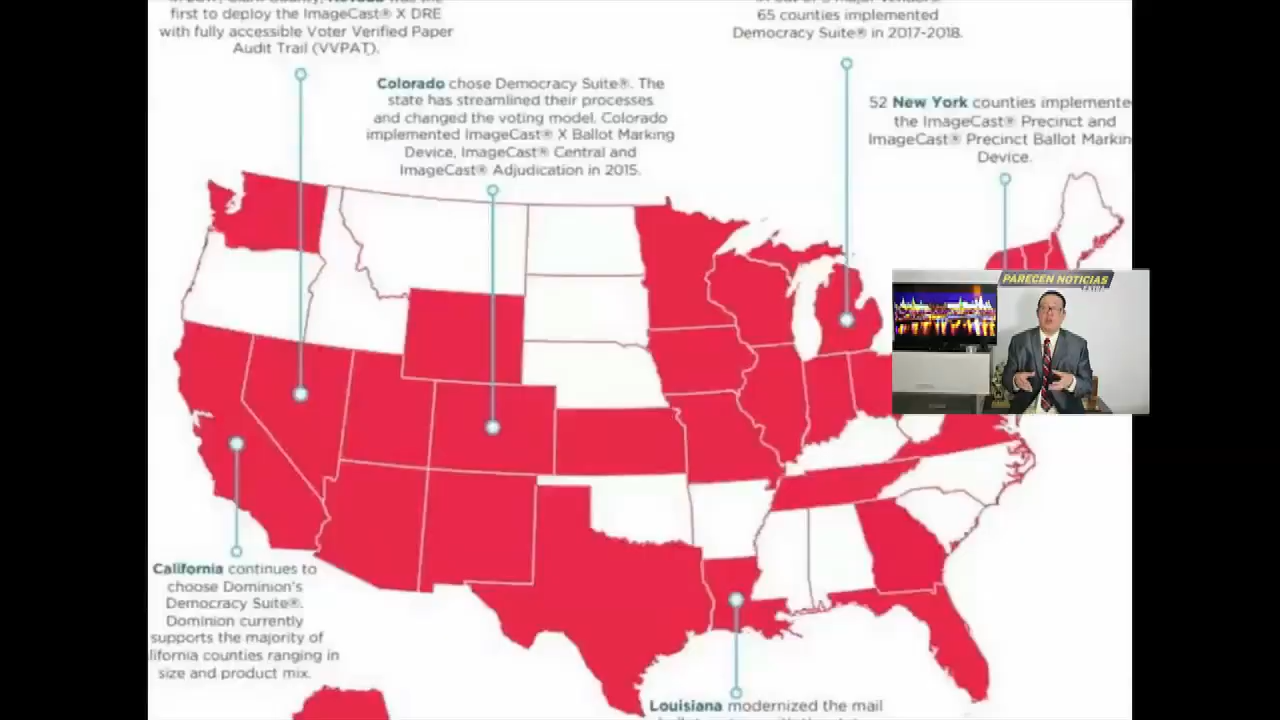 first to deploy the ImageCast® X DRE
with fully accessible Voter Verified Paper
Audit Trail (VVPAT).
65 counties implemented
Democracy Suite® in 2017-2018.
Colorado chose Democracy Suite®. The
state has streamlined their processes
and changed the voting model. Colorado
implemented ImageCast® X Ballot Marking
Device, ImageCast® Central and
ImageCast® Adjudication in 2015.
52 New York counties implemente
the ImageCast® Precinct and
ImageCast® Precinct Ballot Markin
Device.
PARECEN NOTICIAS
EXTRA
California continues to
choose Dominion's
Democracy Suite®.
Dominion currently
supports the majority of
lifornia counties ranging in
size and product mix.
Louisiana modernized the mail